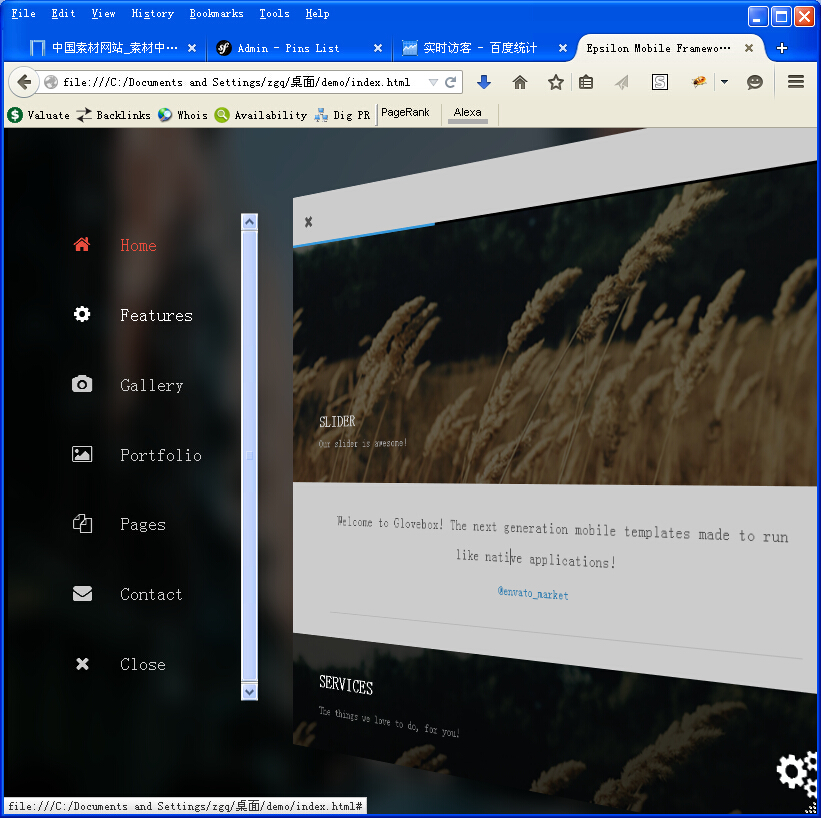 File Edit View History Bookmarks Tools Help
中国素材网站_素材中··· Admin - Pins List 实时访客 - 百度统计 Epsilon Mobile Framewo···
file:///C:/Documents and Settings/zgq/桌面/demo/index.html
Valuate Backlinks Whois Availability Dig PR PageRank Alexa
Home
Features
Gallery
Portfolio
Pages
Contact
Close
SLIDER
Our slider is awesome!
Welcome to Glovebox! The next generation mobile templates made to run
like native applications!
@envato_market
SERVICES
The things we love to do, for you!
file:///C:/Documents and Settings/zgq/桌面/demo/index.html#